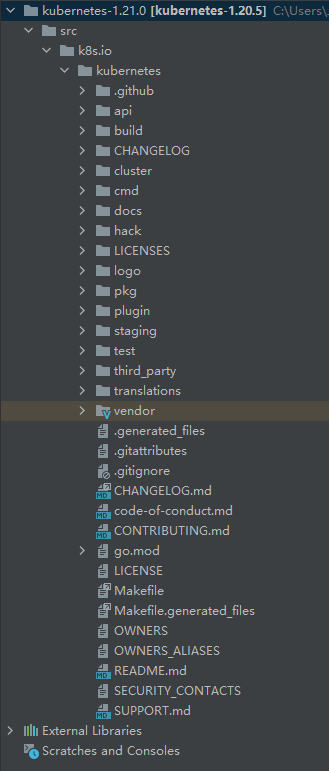 kubernetes-1.21.0 [kubernetes-1.20.5] C:\Users\.
src
k8s.io
kubernetes
.github
api
build
CHANGELOG
cluster
cmd
docs
hack
LICENSES
logo
pkg
plugin
staging
test
third_party
translations
vendor
.generated_files
.gitattributes
.gitignore
CHANGELOG.md
code-of-conduct.md
CONTRIBUTING.md
go.mod
LICENSE
Makefile
Makefile.generated_files
OWNERS
OWNERS_ALIASES
README.md
SECURITY_CONTACTS
SUPPORT.md
External Libraries
Scratches and Consoles